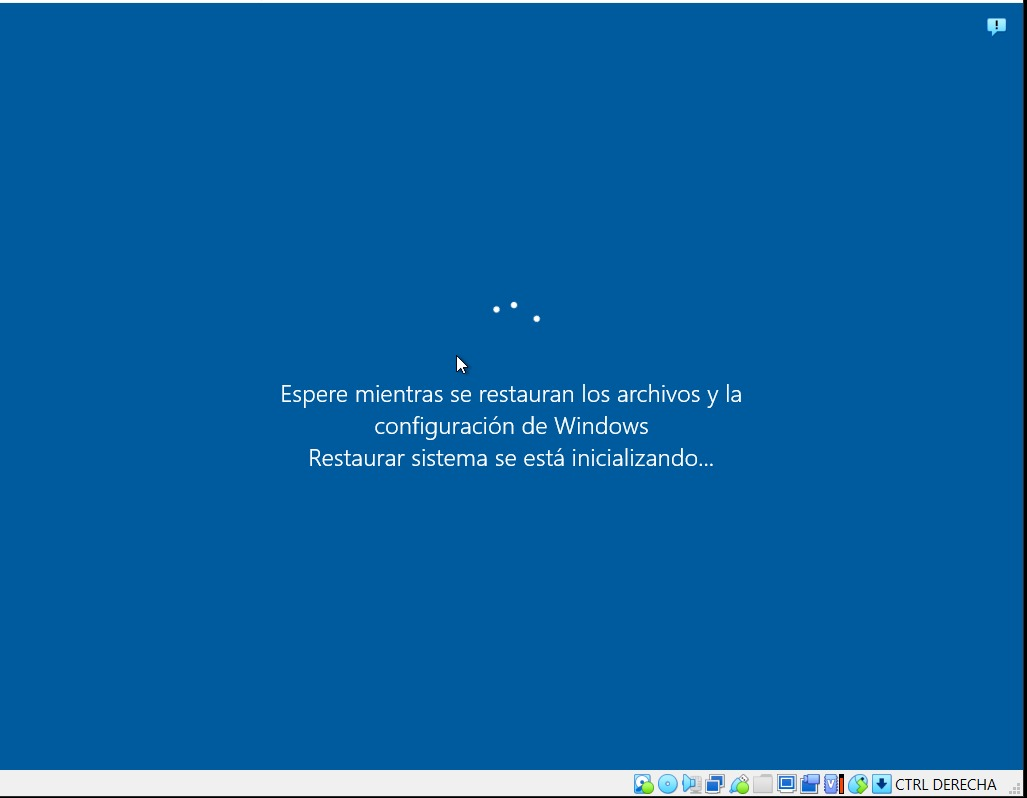 Espere mientras se restauran los archivos y la
configuración de Windows
Restaurar sistema se está inicializando...
CTRL DERECHA